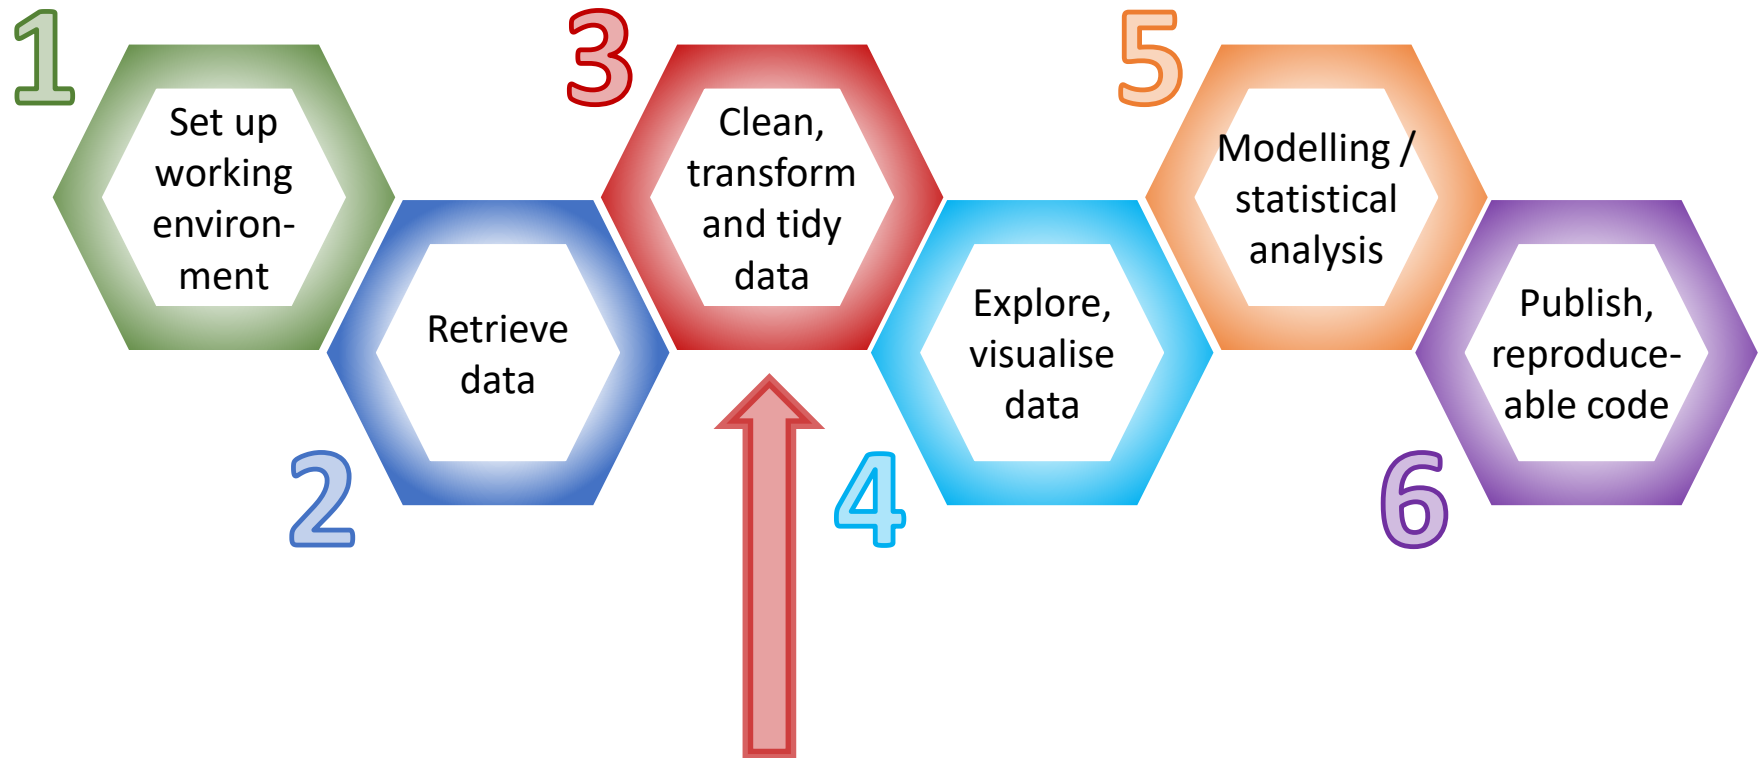 1
Set up
working
environ-
ment
2
Retrieve
data
3
Clean,
transform
and tidy
data
4
Explore,
visualise
data
5
Modelling /
statistical
analysis
6
Publish,
reproduce-
able code